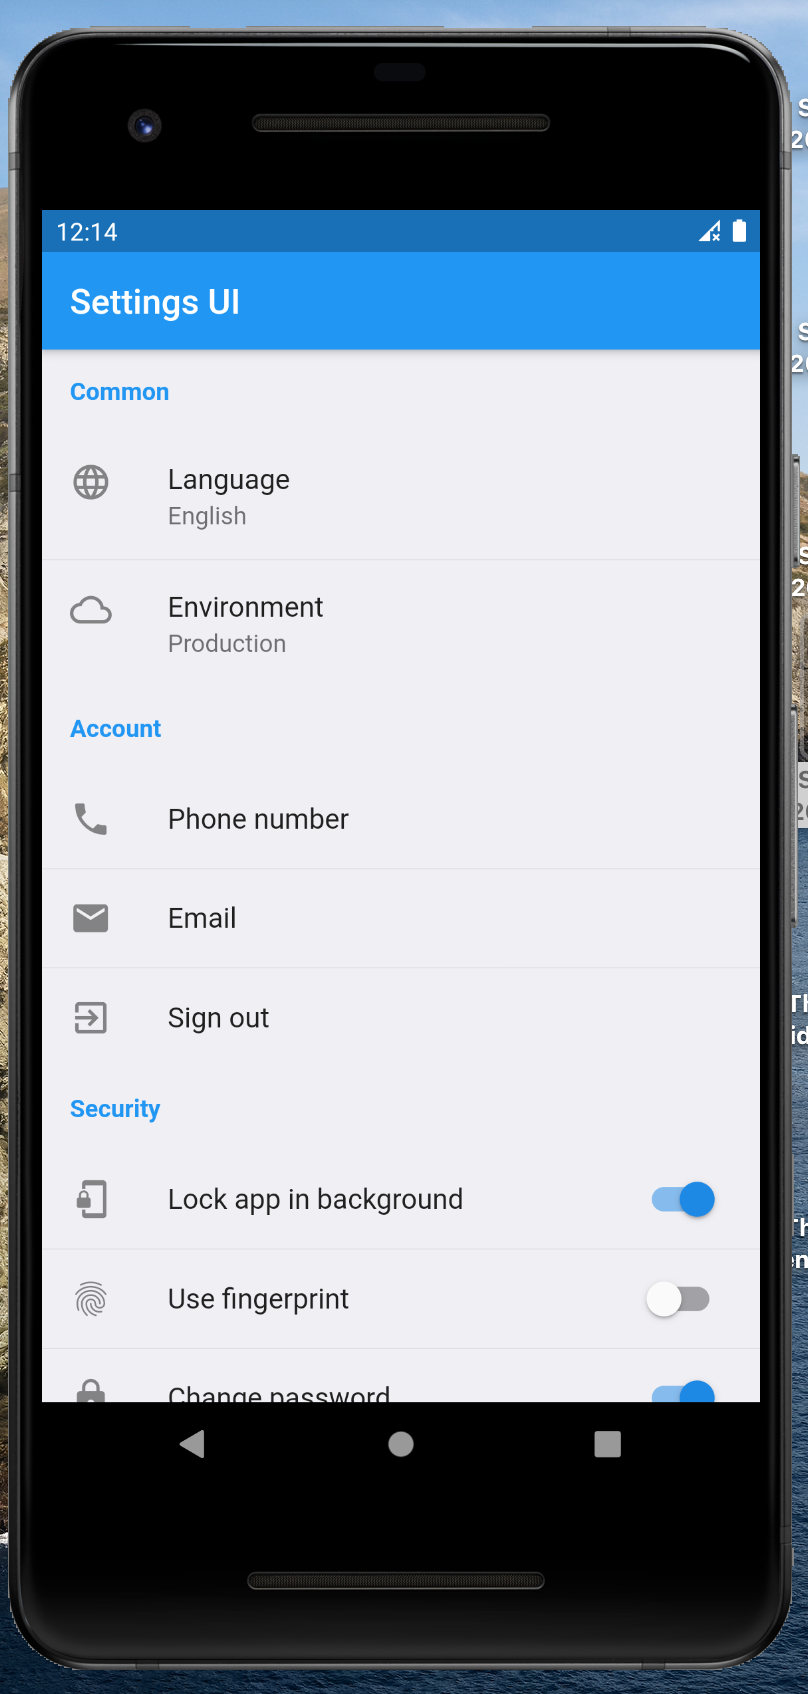 12:14
Settings UI
Common
Language
English
Environment
Production
Account
Phone number
Email
Sign out
Security
Lock app in background
Use fingerprint
Change password